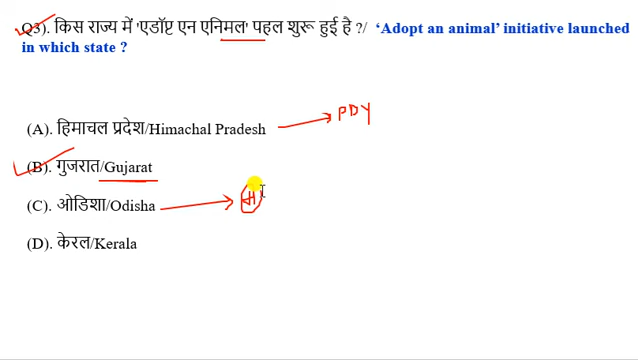 Q3). किस राज्य में 'एडॉप्ट एन एनिमल' पहल शुरू हुई है ?/ ‘Adopt an animal’ initiative launched
in which state ?
(A). हिमाचल प्रदेश/Himachal Pradesh PDY
(B). गुजरात/Gujarat
(C). ओडिशा/Odisha
(D). केरल/Kerala